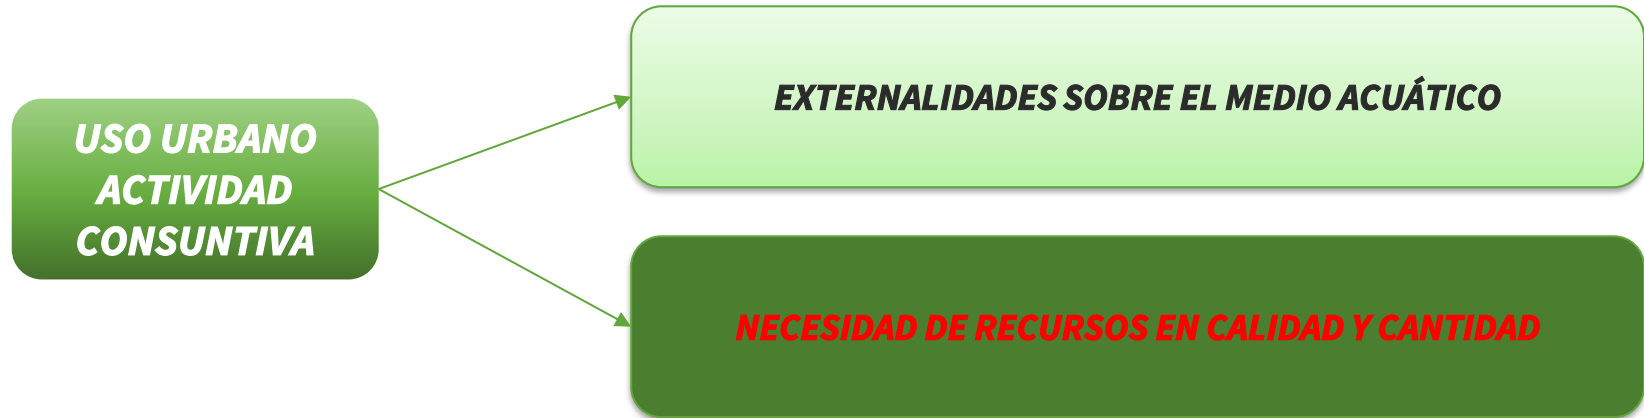 USO URBANO
ACTIVIDAD
CONSUNTIVA
EXTERNALIDADES SOBRE EL MEDIO ACUÁTICO
NECESIDAD DE RECURSOS EN CALIDAD Y CANTIDAD